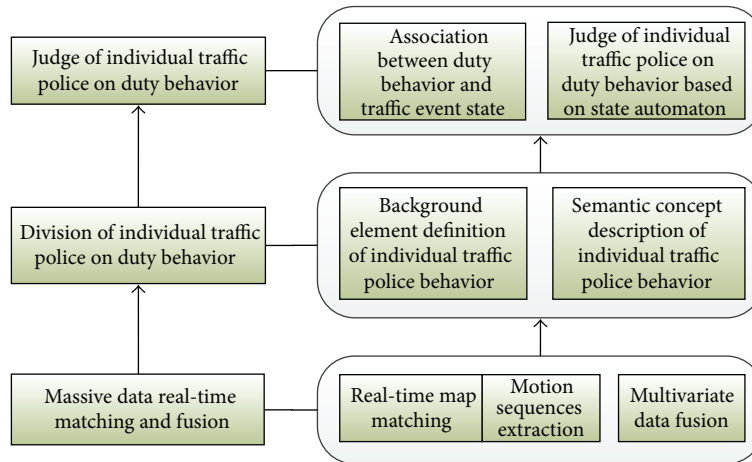 Judge of individual traffic
police on duty behavior
Association
between duty
behavior and
traffic event state
Judge of individual
traffic police on
duty behavior based
on state automaton
Division of individual traffic
police on duty behavior
Background
element definition
of individual traffic
police behavior
Semantic concept
description of
individual traffic
police behavior
Massive data real-time
matching and fusion
Real-time map
matching
Motion
sequences
extraction
Multivariate
data fusion